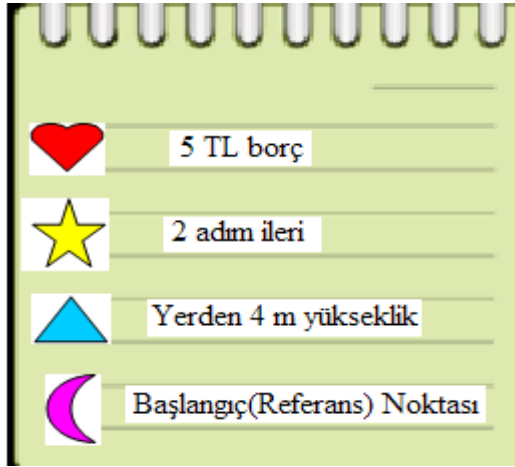 5 TL borç
2 adım ileri
Yerden 4 m yükseklik
Başlangıç(Referans) Noktası